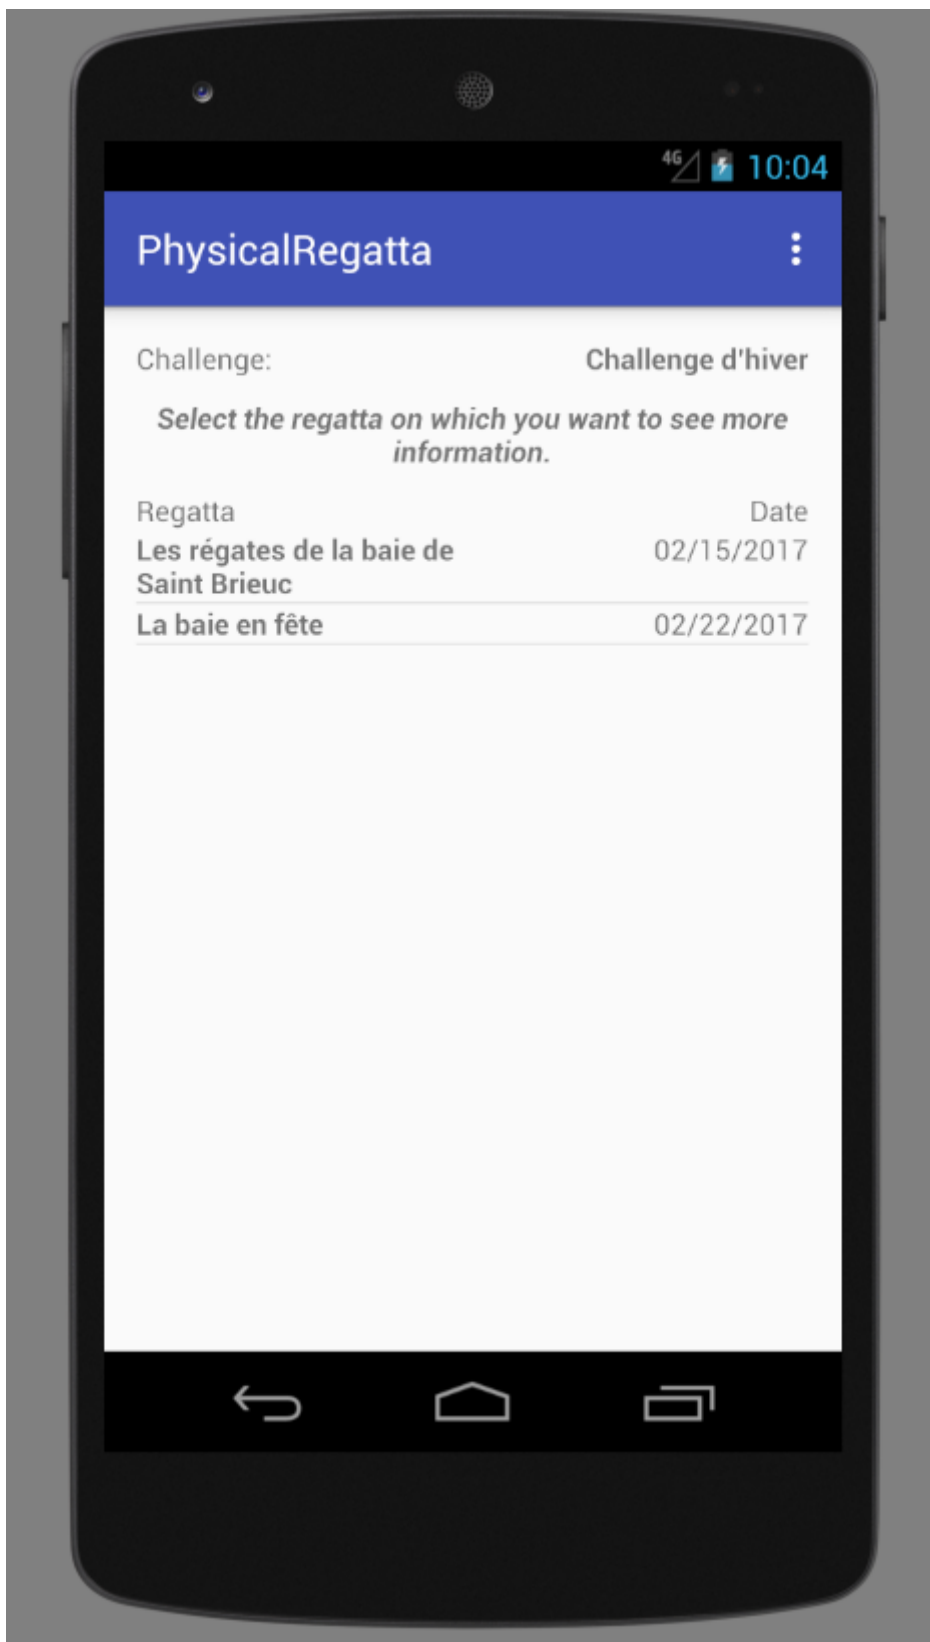 4G 10:04
PhysicalRegatta
Challenge: Challenge d'hiver
Select the regatta on which you want to see more
information.
Regatta Date
Les régates de la baie de 02/15/2017
Saint Brieuc
La baie en fête 02/22/2017